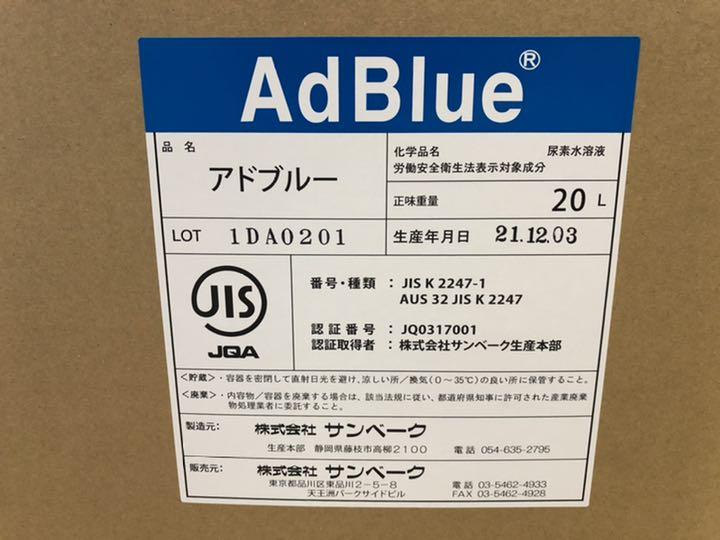 AdBlue®
品 名
アドブルー
化学品名 尿素水溶液
労働安全衛生法表示対象成分
正味重量 20 L
LOT 1DA0201
生産年月日 21.12.03
JIS
JQA
番号・種類 : JIS K 2247-1
AUS 32 JIS K 2247
認証番号 : JQ0317001
認証取得者 : 株式会社サンベーク生産本部
<貯蔵>・容器を密閉して直射日光を避け、涼しい所/換気(0~35℃)の良い所に保管すること。
<廃棄>・内容物/容器を廃棄する場合は、該当法規に従い、都道府県知事に許可された産業廃棄
物処理業者に委託すること。
製造元: 株式会社 サンベーク
生産本部 静岡県藤枝市高柳2100 電話 054-635-2795
販売元: 株式会社 サンベーク
東京都品川区東品川2-5-8 電話 03-5462-4933
天王洲パークサイドビル FAX 03-5462-4928